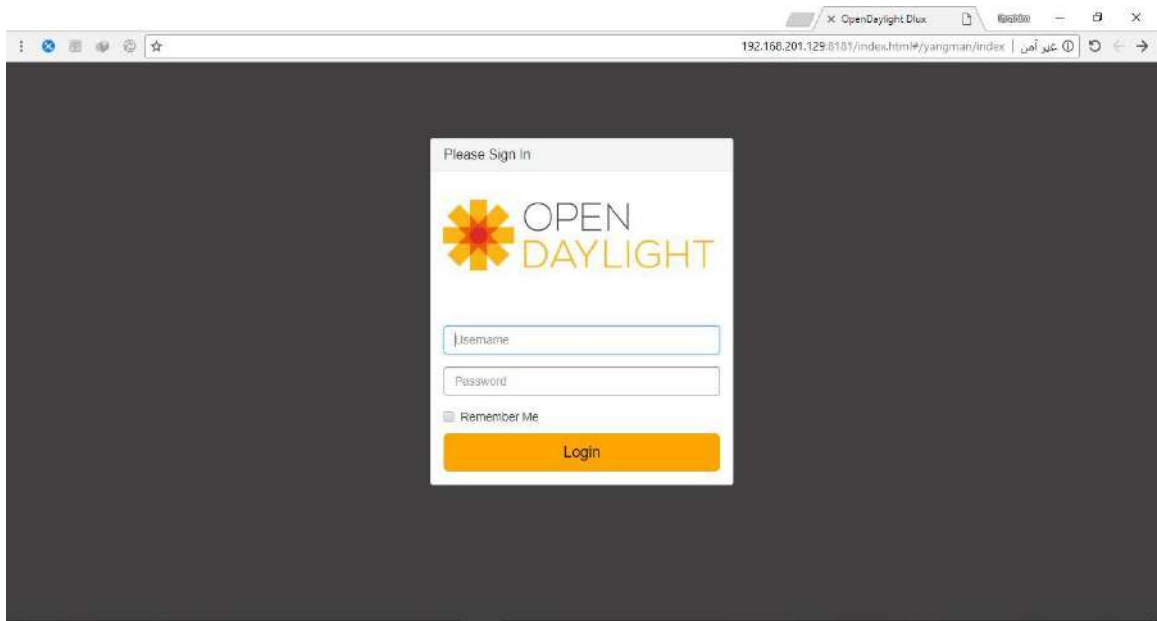 OpenDaylight Dlux
192.168.201.129:8181/index.html#/yangman/index | غير آمن
Please Sign In
OPEN
DAYLIGHT
Username
Password
Remember Me
Login